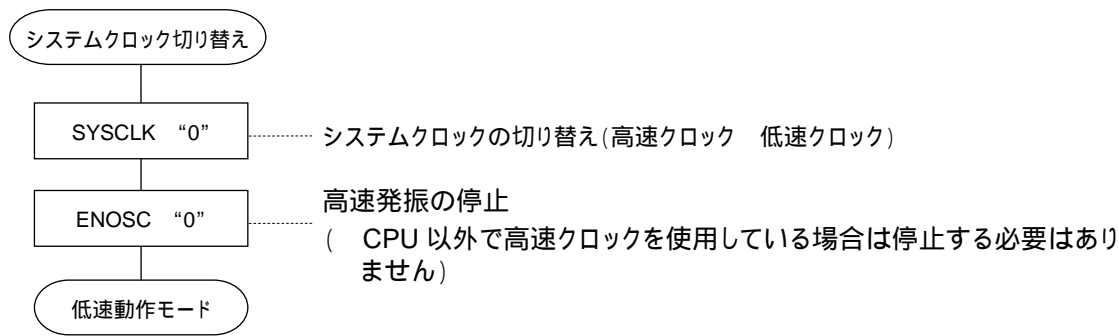 システムクロック切り替え
SYSCLK “0”
システムクロックの切り替え(高速クロック 低速クロック)
ENOSC “0”
高速発振の停止
( CPU 以外で高速クロックを使用している場合は停止する必要はあり
ません)
低速動作モード